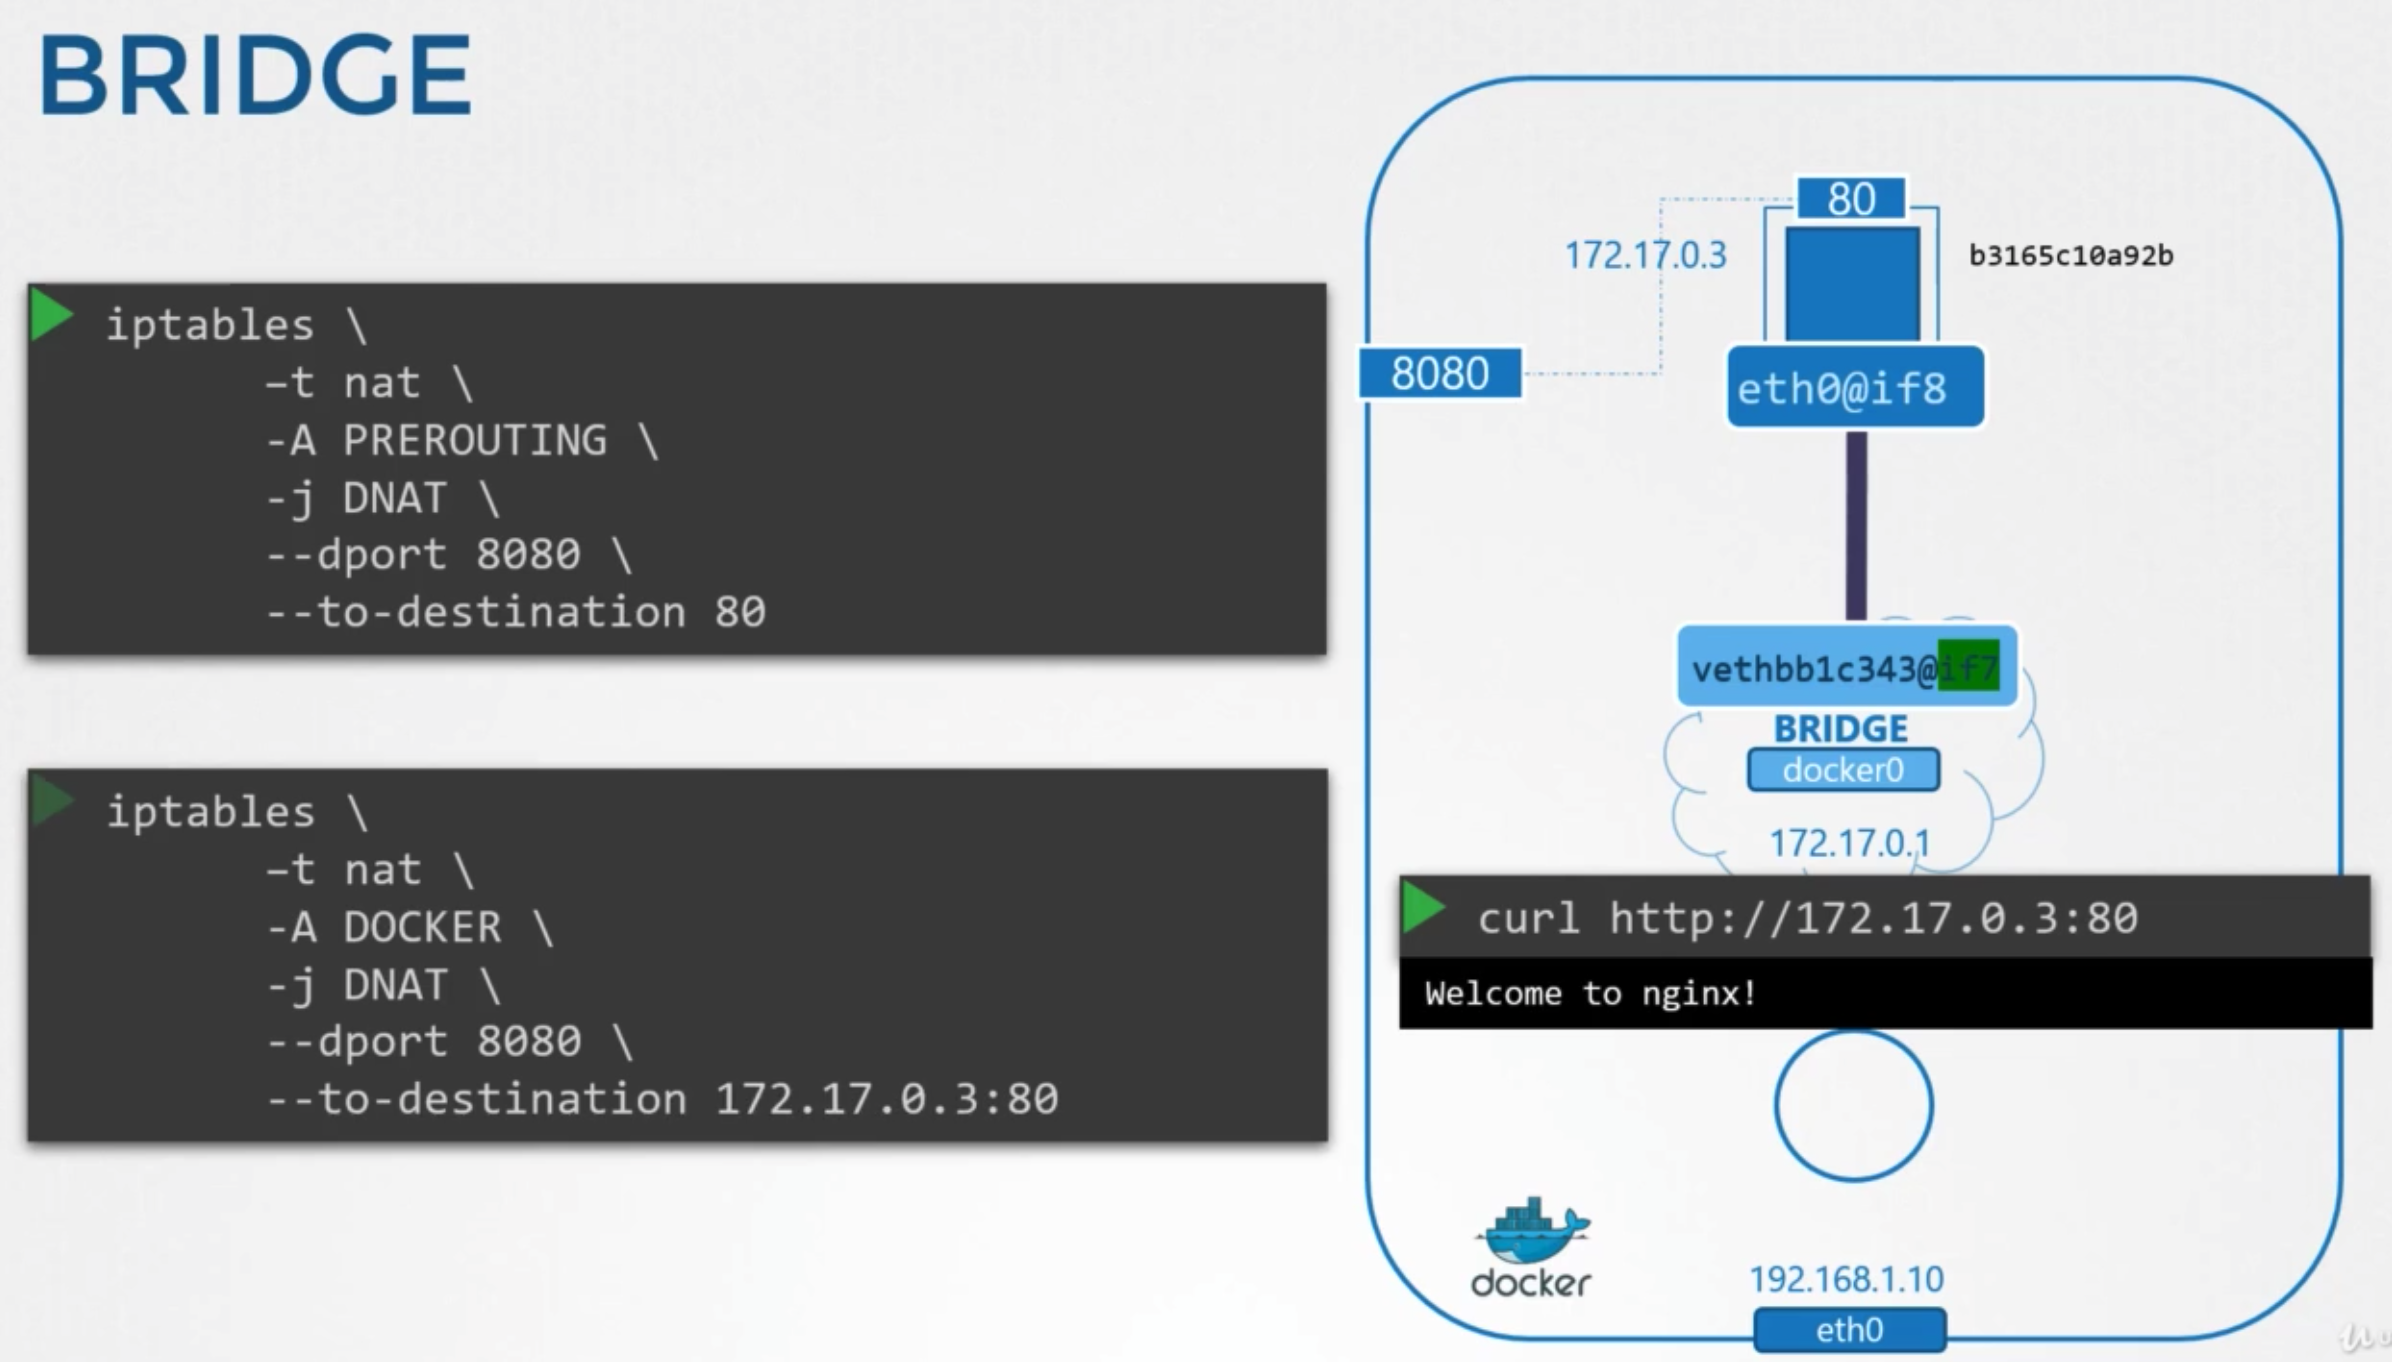 BRIDGE
iptables \
–t nat \
-A PREROUTING \
-j DNAT \
--dport 8080 \
--to-destination 80
iptables \
–t nat \
-A DOCKER \
-j DNAT \
--dport 8080 \
--to-destination 172.17.0.3:80
80
172.17.0.3
b3165c10a92b
8080
eth0@if8
vethbb1c343@if7
BRIDGE
docker0
172.17.0.1
curl http://172.17.0.3:80
Welcome to nginx!
docker
192.168.1.10
eth0